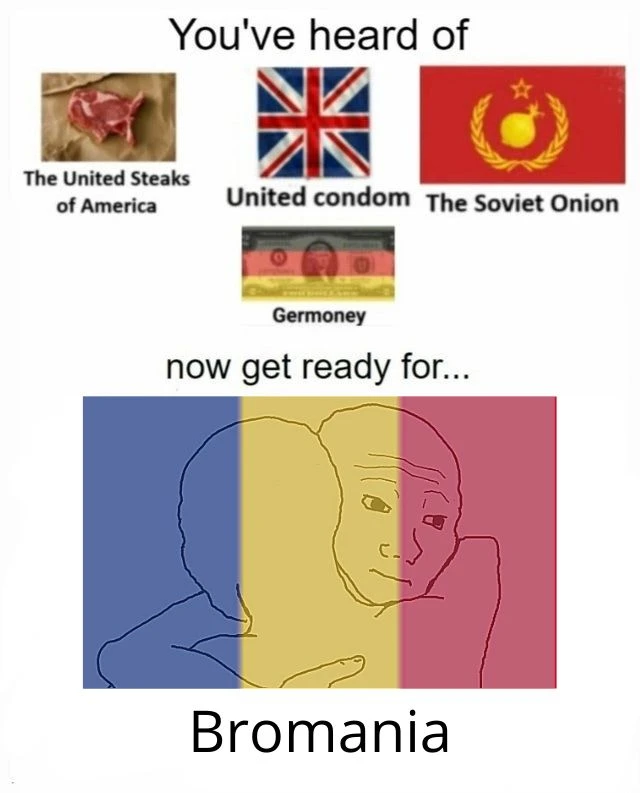 You've heard of
The United Steaks
of America
United condom
The Soviet Onion
Germoney
now get ready for...
Bromania